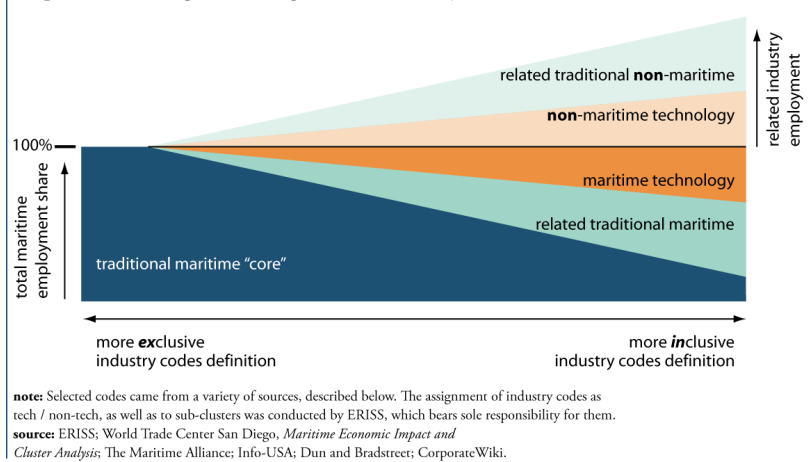 related traditional non-maritime
non-maritime technology
related industry
employment
100%
maritime technology
related traditional maritime
total maritime
employment share
traditional maritime “core”
more exclusive
industry codes definition
more inclusive
industry codes definition
note: Selected codes came from a variety of sources, described below. The assignment of industry codes as
tech / non-tech, as well as to sub-clusters was conducted by ERISS, which bears sole responsibility for them.
source: ERISS; World Trade Center San Diego, Maritime Economic Impact and
Cluster Analysis; The Maritime Alliance; Info-USA; Dun and Bradstreet; CorporateWiki.